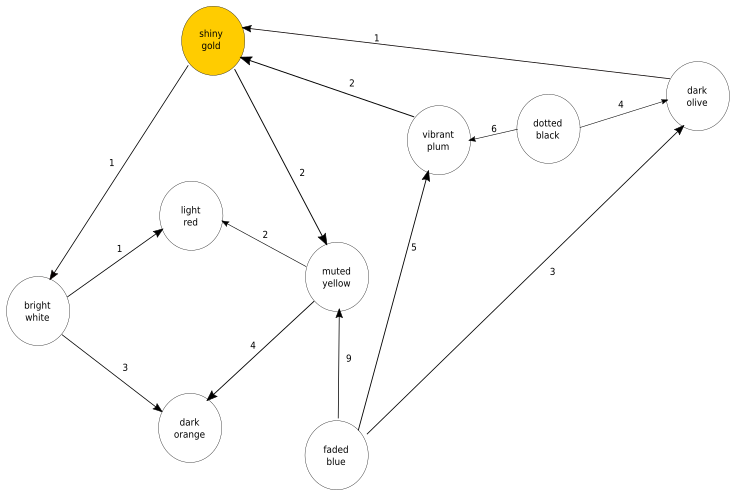 shiny
gold
1
dark
olive
2
vibrant
plum
6
dotted
black
4
1
2
light
red
2
1
5
3
muted
yellow
bright
white
3
4
9
dark
orange
faded
blue